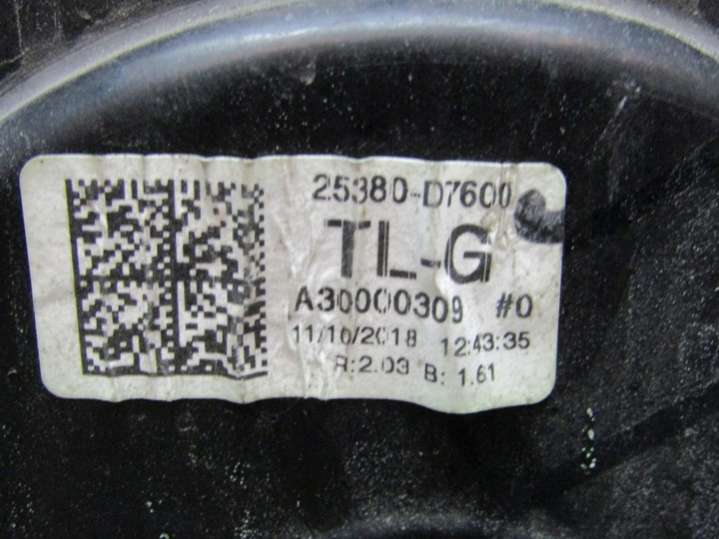 25380-D7600
TL-G
A30000309 #0
11/10/2018 12:43:35
R:2.03 B: 1.61